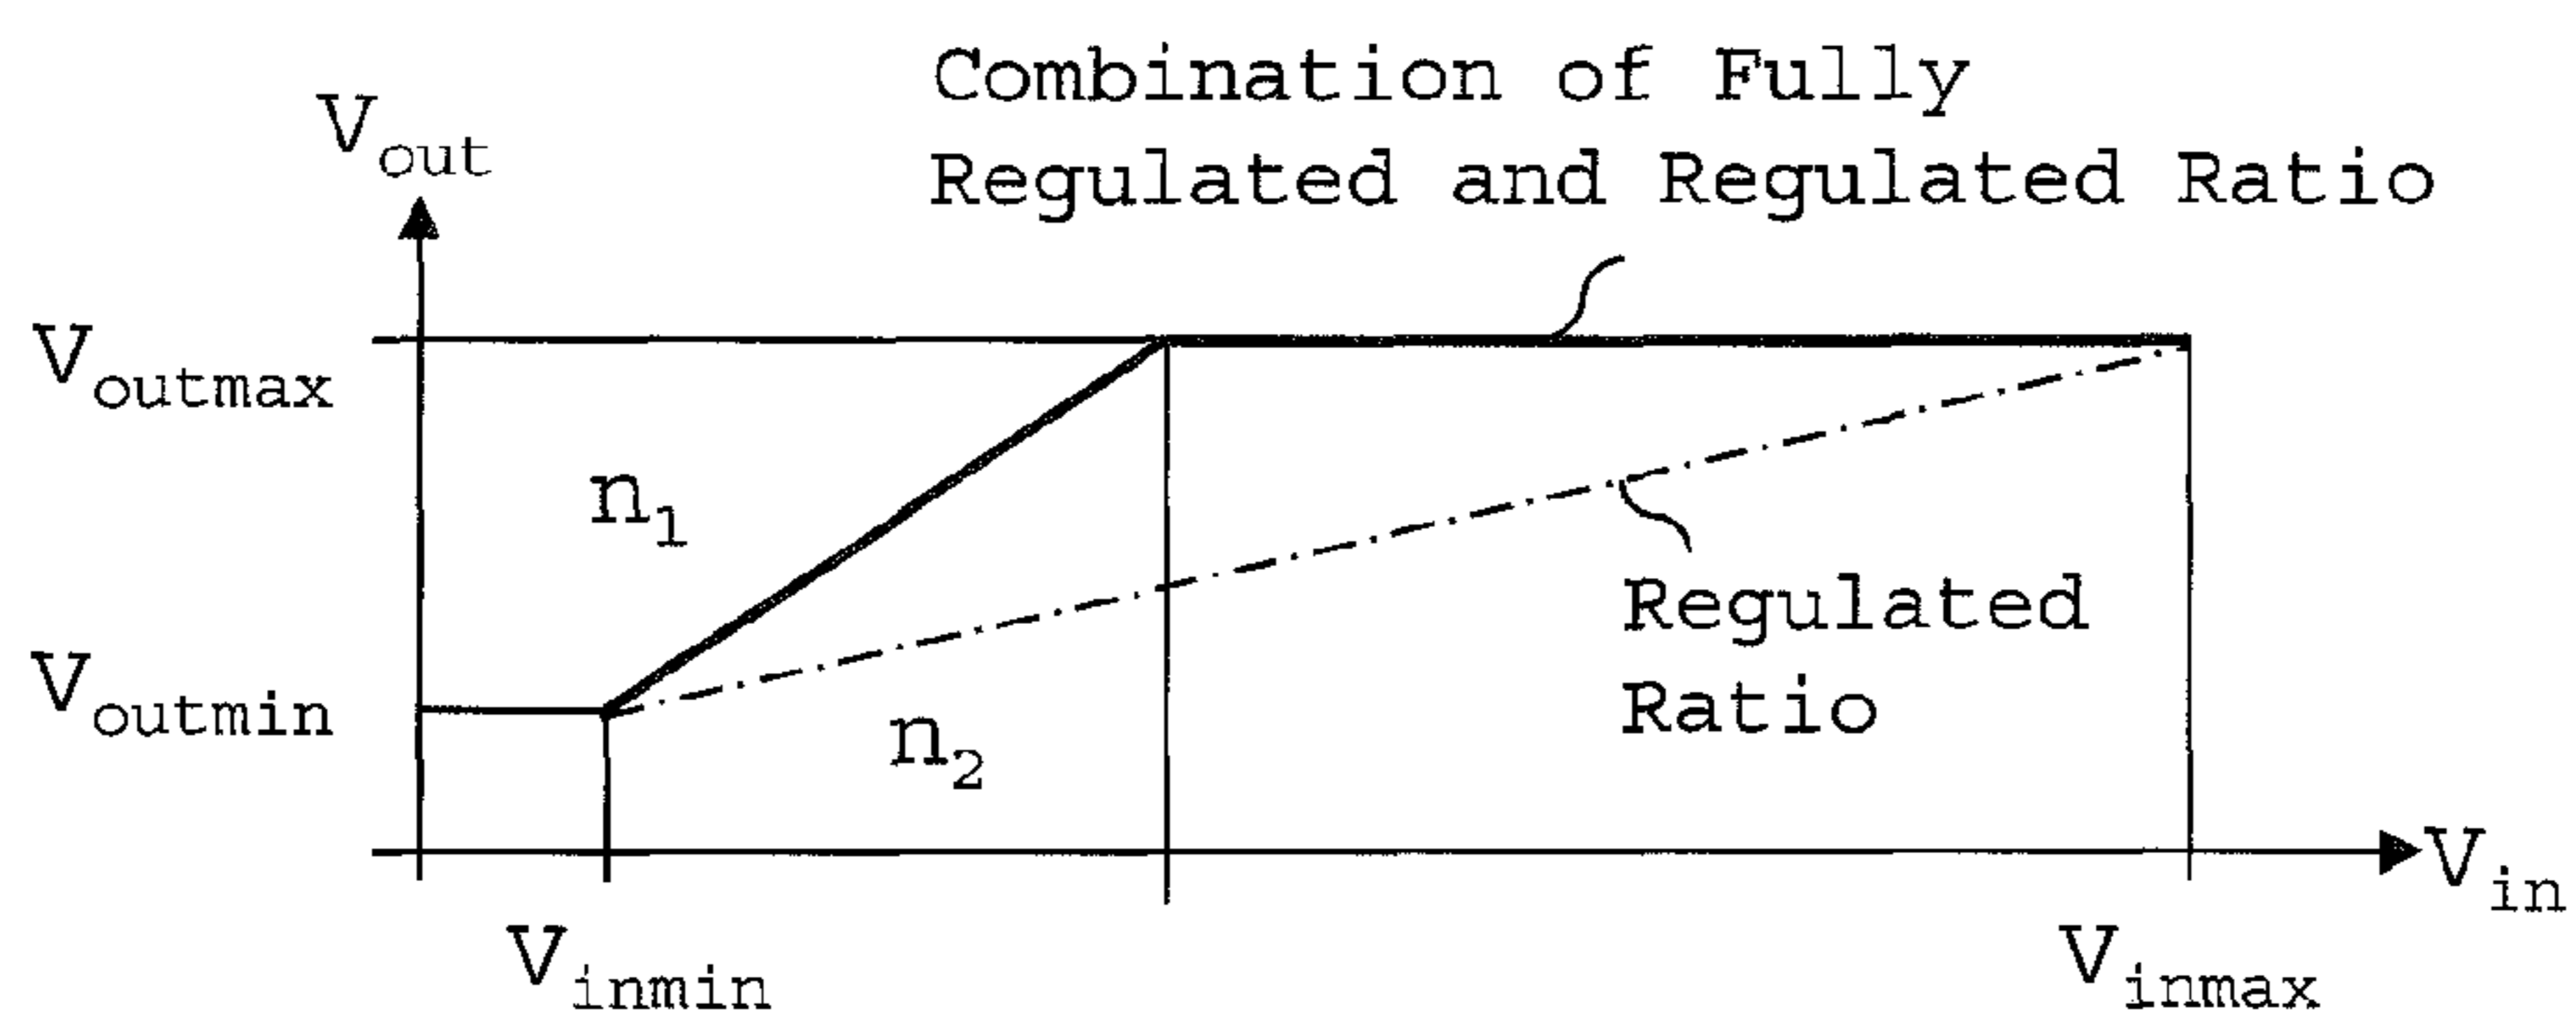 Combination of Fully
Regulated and Regulated Ratio
Vout
Voutmax
n1
Regulated
Ratio
Voutmin
n2
Vin
Vinmin
Vinmax